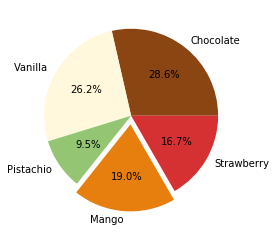 Chocolate
28.6%
Vanilla
26.2%
Pistachio
9.5%
Mango
19.0%
Strawberry
16.7%